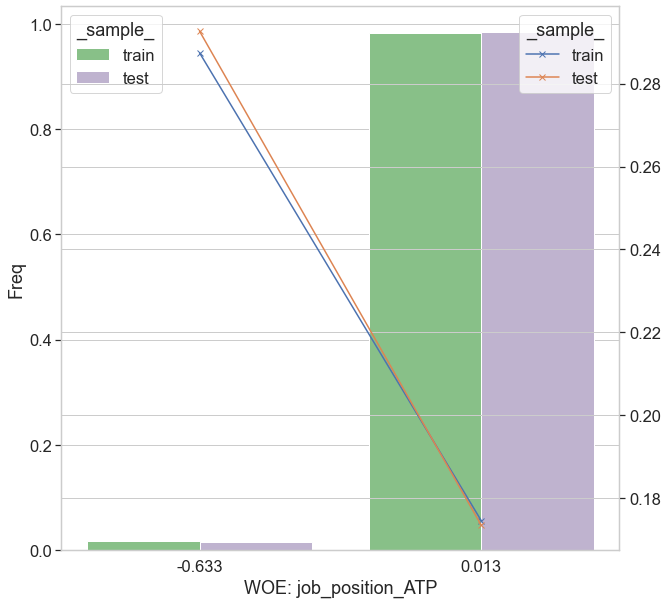 _sample_
train
test
_sample_
train
test
1.0
0.8
0.6
0.4
0.2
0.0
Freq
0.28
0.26
0.24
0.22
0.20
0.18
-0.633
0.013
WOE: job_position_ATP